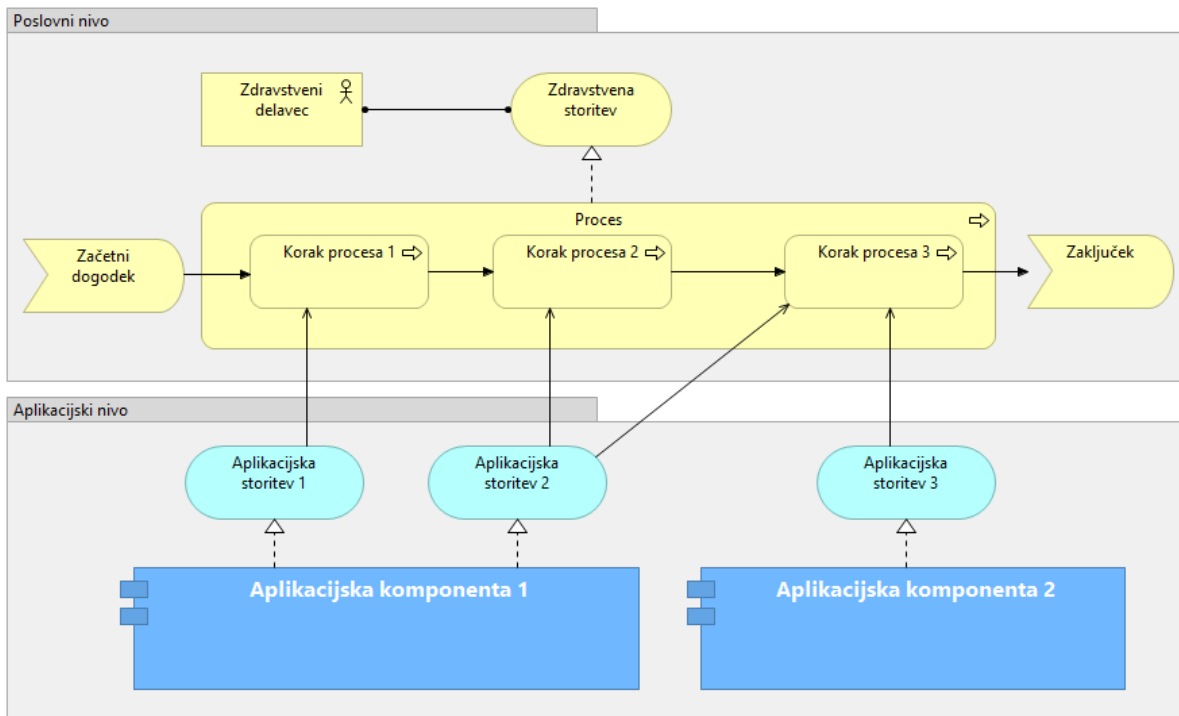 Poslovni nivo
Zdravstveni
delavec
Zdravstvena
storitev
Proces
Začetni
dogodek
Korak procesa 1
Korak procesa 2
Korak procesa 3
Zaključek
Aplikacijski nivo
Aplikacijska
storitev 1
Aplikacijska
storitev 2
Aplikacijska
storitev 3
Aplikacijska komponenta 1
Aplikacijska komponenta 2